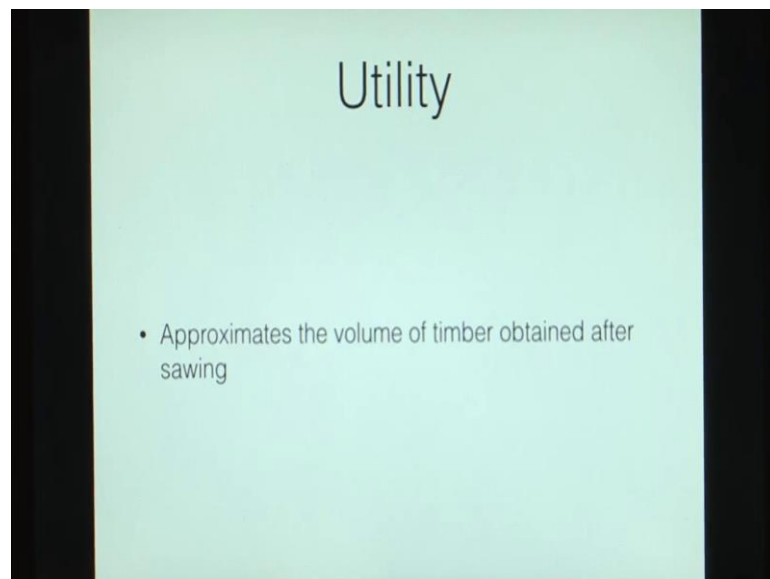 Utility
• Approximates the volume of timber obtained after
sawing